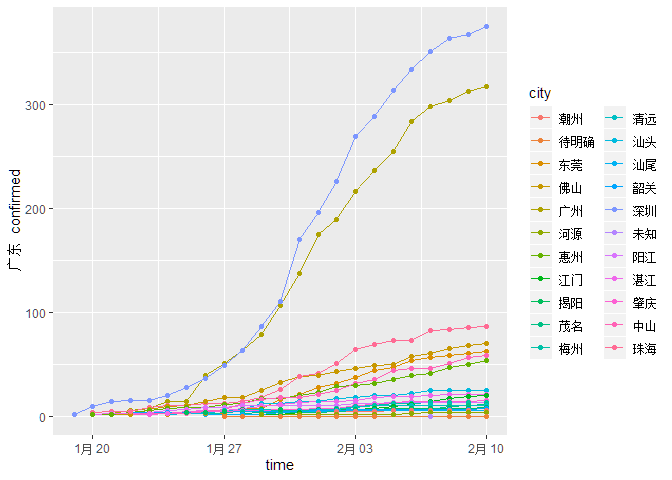 广东 confirmed
300
200
100
0
1月 20
1月 27
2月 03
2月 10
time
city
潮州
待明确
东莞
佛山
广州
河源
惠州
江门
揭阳
茂名
梅州
清远
汕头
汕尾
韶关
深圳
未知
阳江
湛江
肇庆
中山
珠海